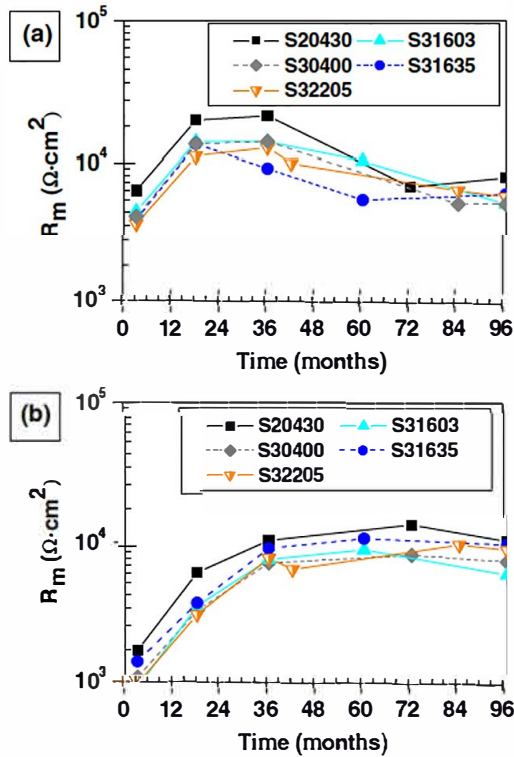 (a)
10^5
S20430 S31603
S30400 S31635
S32205
10^4
R_m (Ω·cm^2)
10^3
0 12 24 36 48 60 72 84 96
Time (months)
(b)
10^5
S20430 S31603
S30400 S31635
S32205
10^4
R_m (Ω·cm^2)
10^3
0 12 24 36 48 60 72 84 96
Time (months)